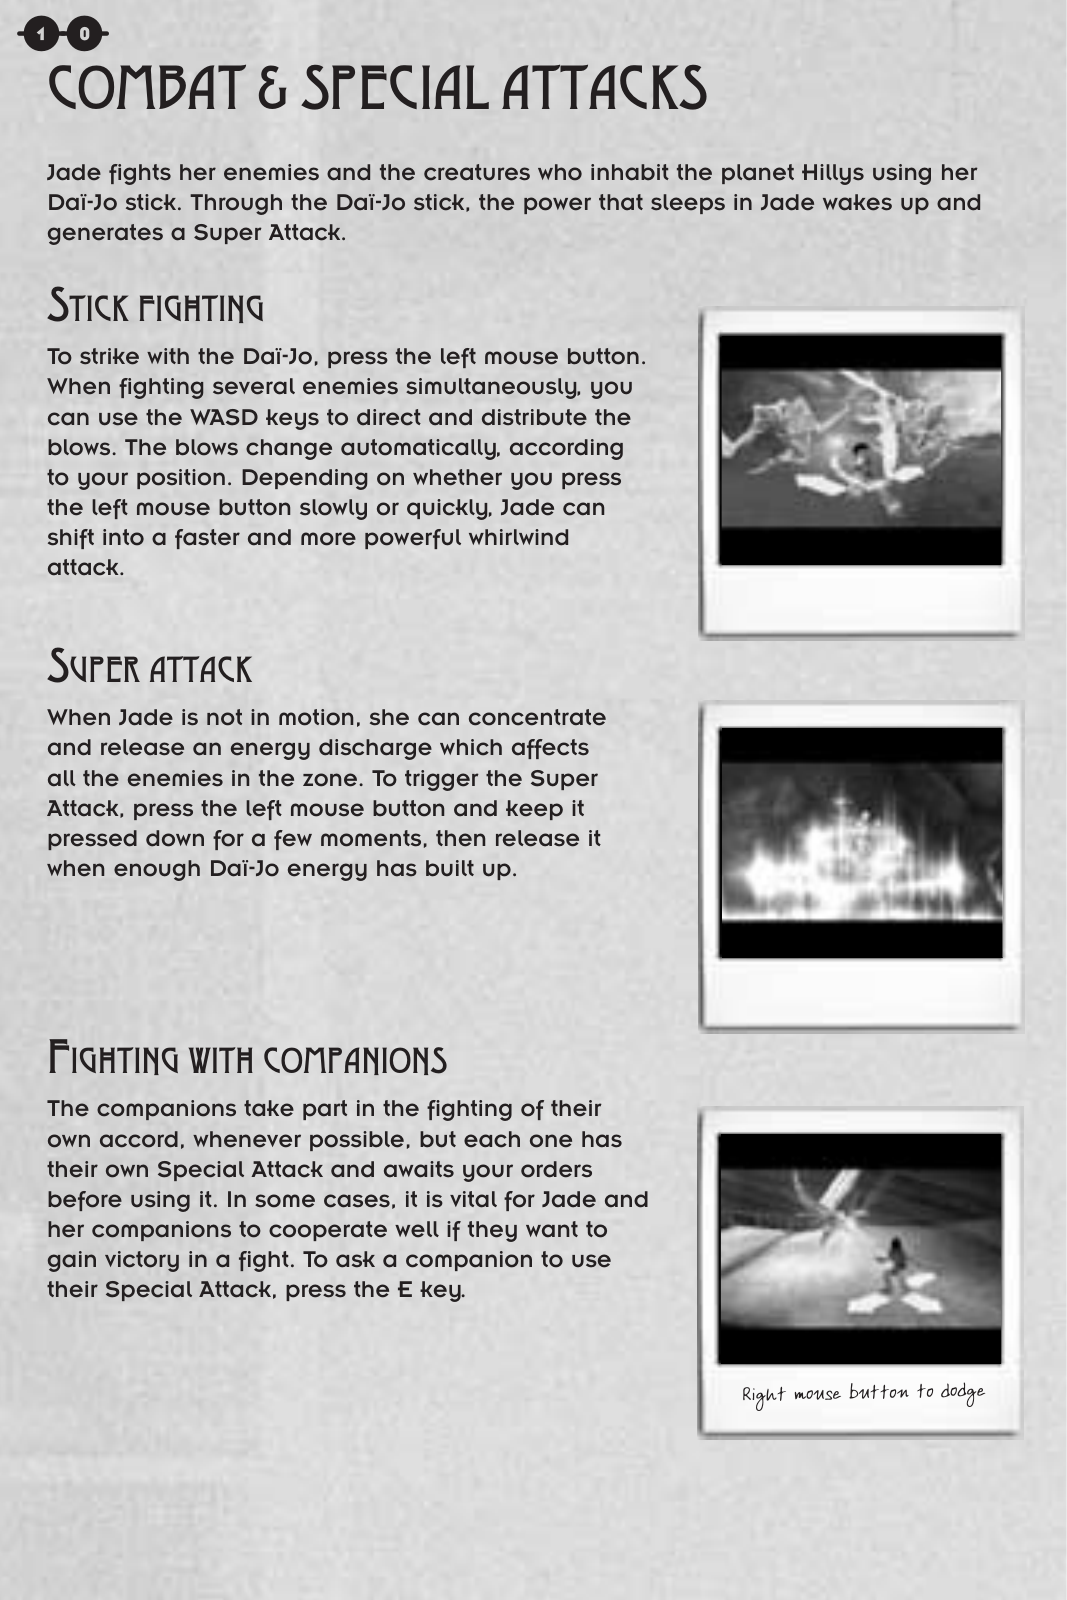 1 0
COMBAT & SPECIAL ATTACKS
Jade fights her enemies and the creatures who inhabit the planet Hillys using her
Daï-Jo stick. Through the Daï-Jo stick, the power that sleeps in Jade wakes up and
generates a Super Attack.
STICK FIGHTING
To strike with the Daï-Jo, press the left mouse button.
When fighting several enemies simultaneously, you
can use the WASD keys to direct and distribute the
blows. The blows change automatically, according
to your position. Depending on whether you press
the left mouse button slowly or quickly, Jade can
shift into a faster and more powerful whirlwind
attack.
SUPER ATTACK
When Jade is not in motion, she can concentrate
and release an energy discharge which affects
all the enemies in the zone. To trigger the Super
Attack, press the left mouse button and keep it
pressed down for a few moments, then release it
when enough Daï-Jo energy has built up.
FIGHTING WITH COMPANIONS
The companions take part in the fighting of their
own accord, whenever possible, but each one has
their own Special Attack and awaits your orders
before using it. In some cases, it is vital for Jade and
her companions to cooperate well if they want to
gain victory in a fight. To ask a companion to use
their Special Attack, press the E key.
Right mouse button to dodge